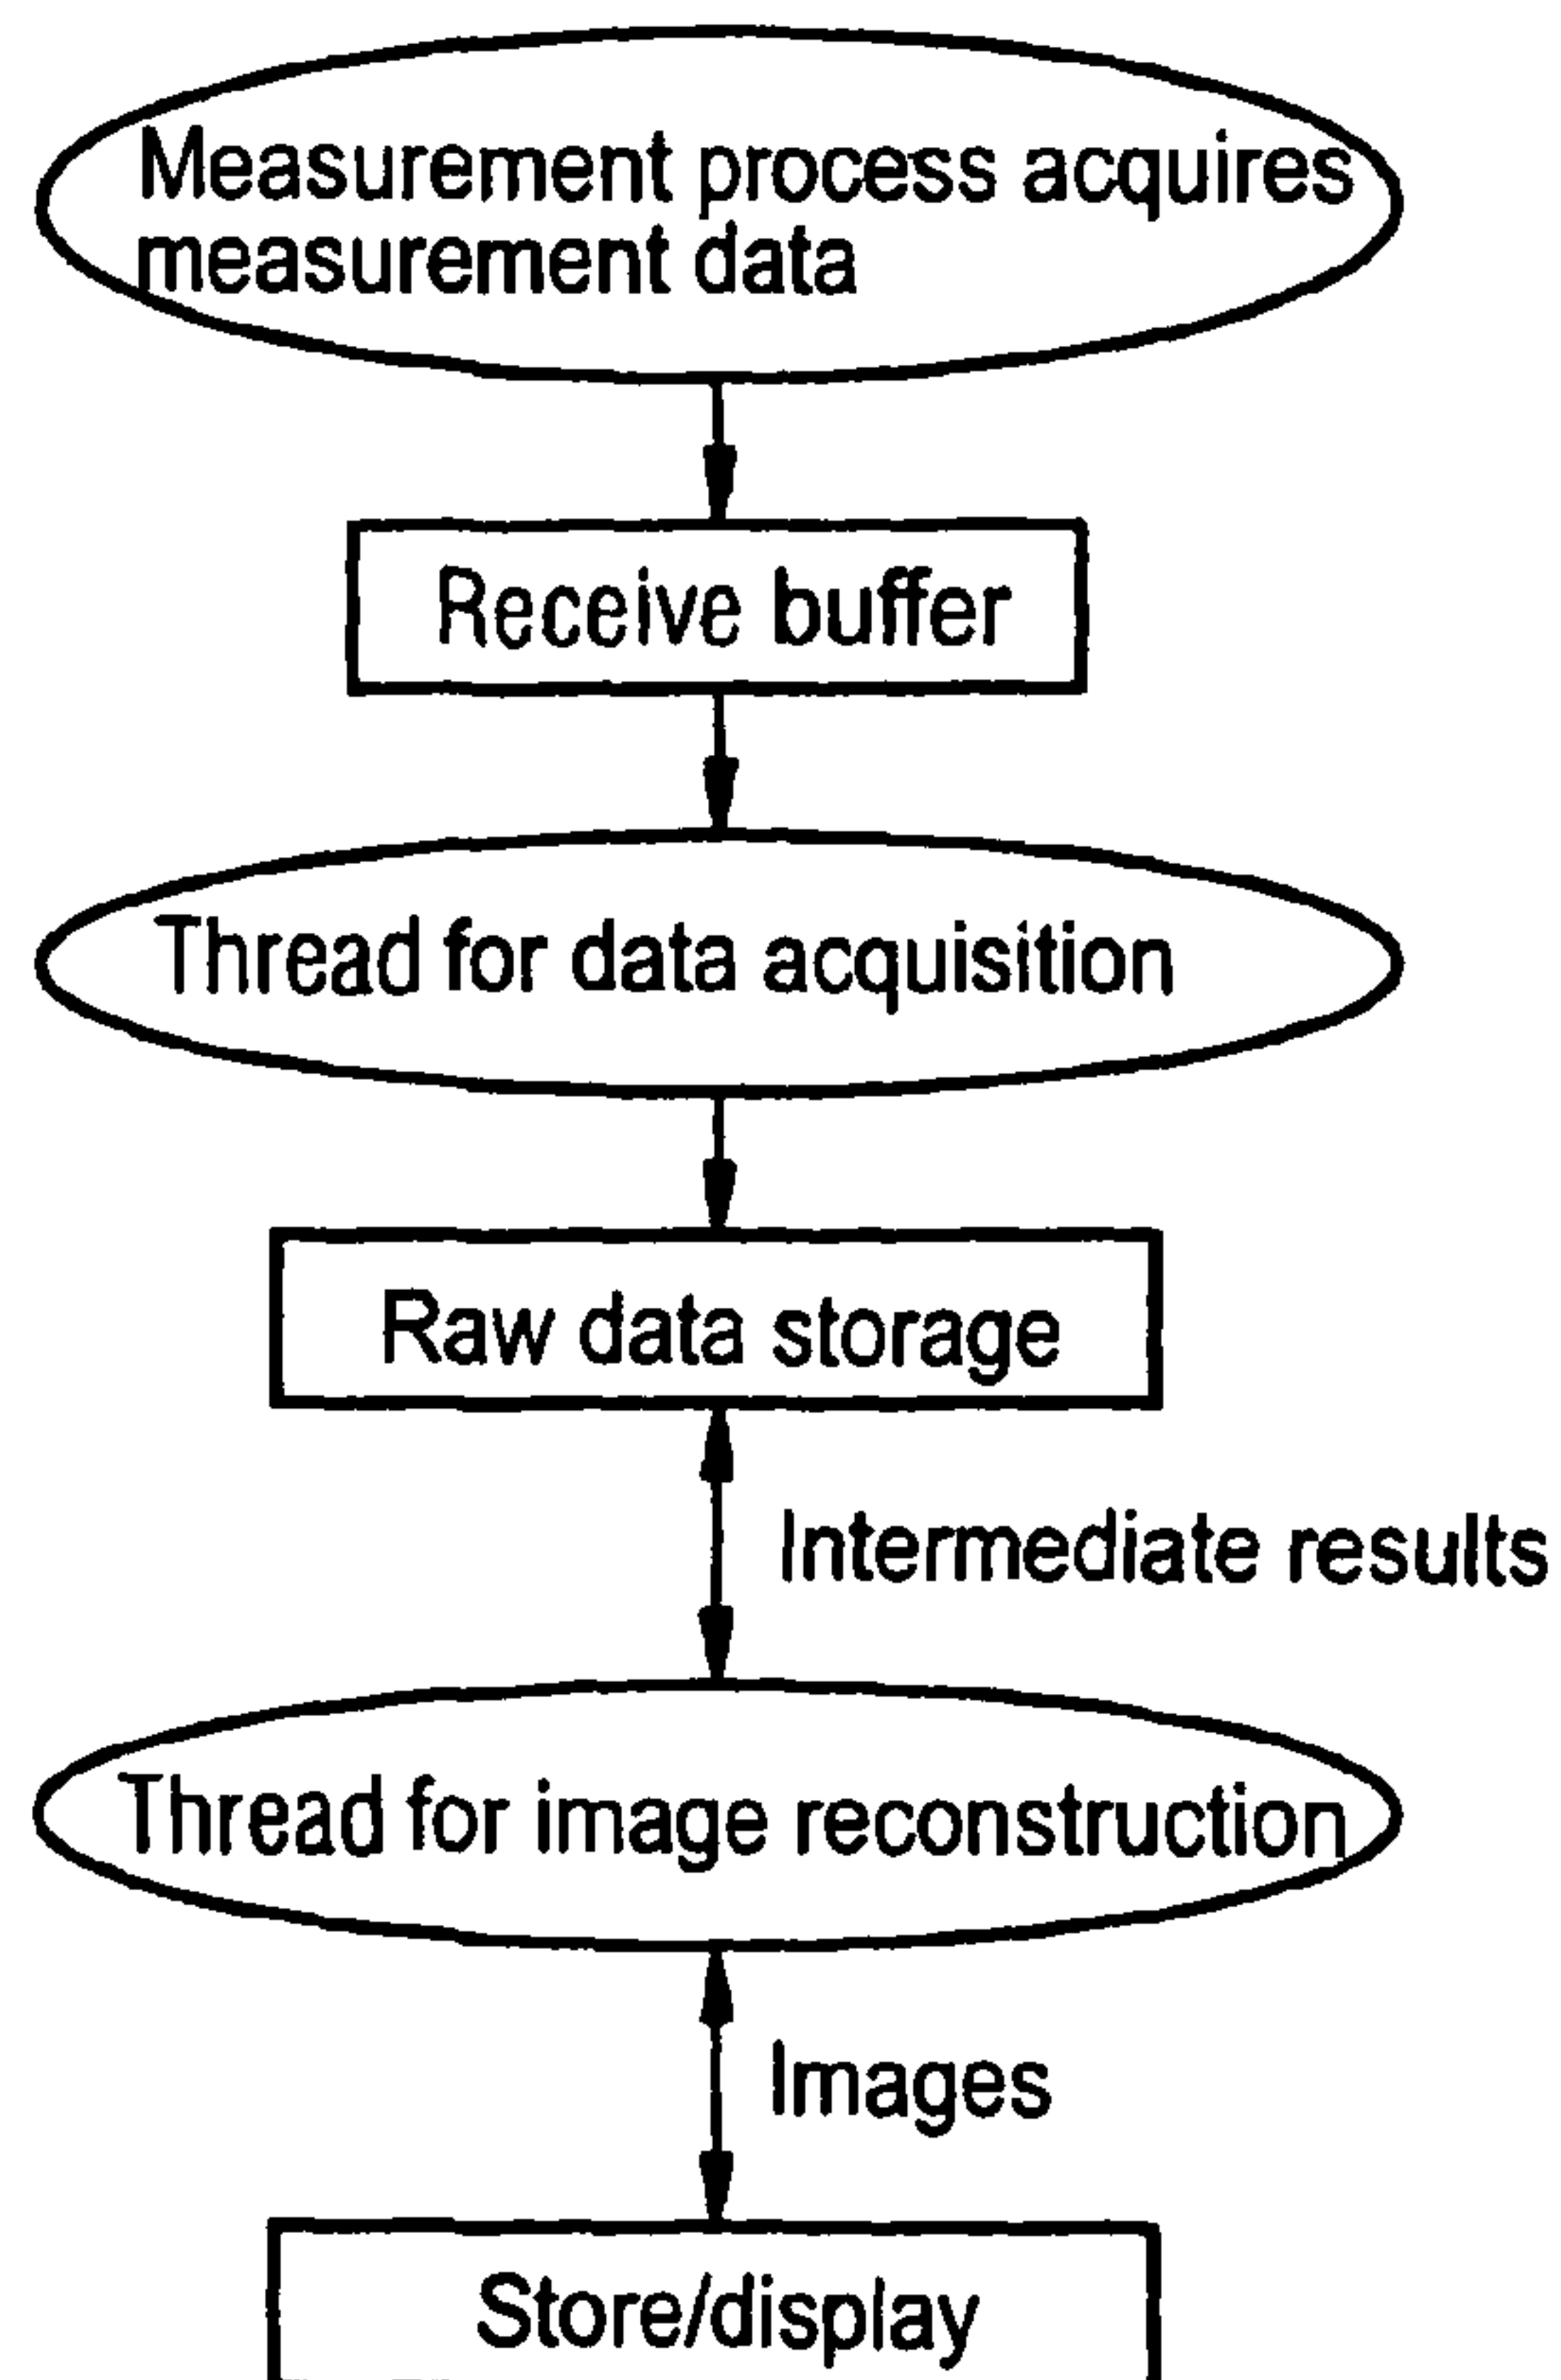 Measurement process acquires
measurement data
Receive buffer
Thread for data acquisition
Raw data storage
Intermediate results
Thread for image reconstruction
Images
Store/display